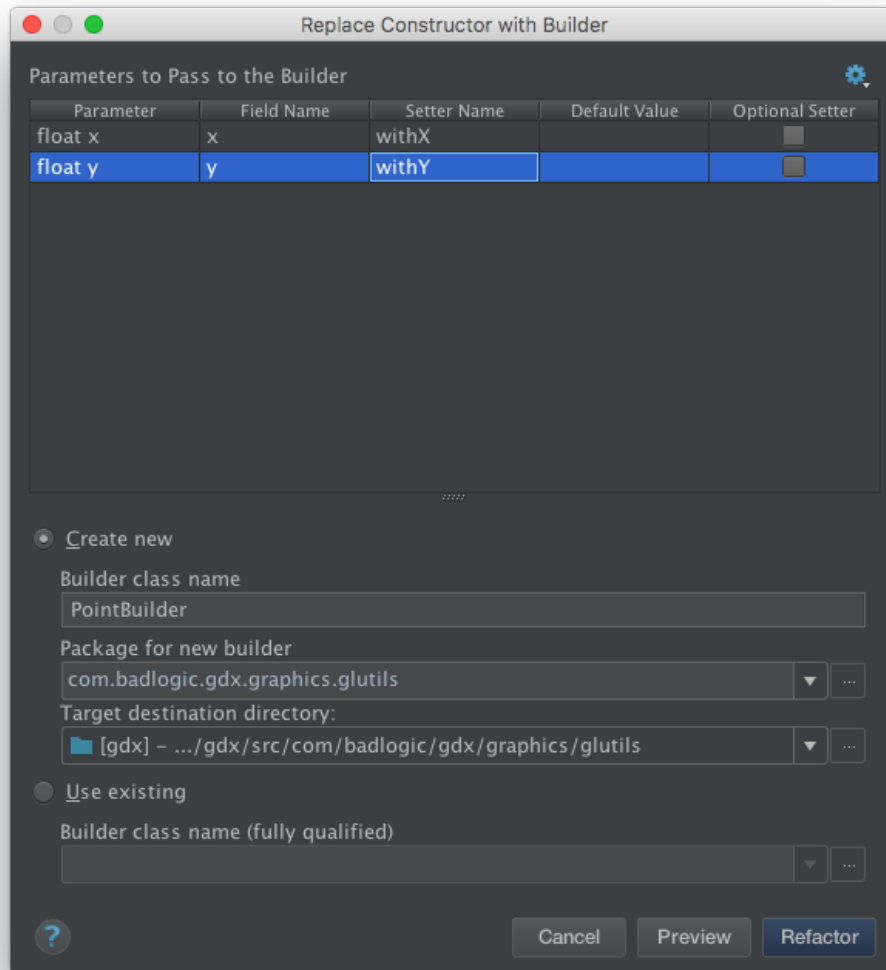 Replace Constructor with Builder
Parameters to Pass to the Builder
Parameter Field Name Setter Name Default Value Optional Setter
float x x withX
float y y withY
Create new
Builder class name
PointBuilder
Package for new builder
com.badlogic.gdx.graphics.glutils
...
Target destination directory:
[gdx] – .../gdx/src/com/badlogic/gdx/graphics/glutils
...
Use existing
Builder class name (fully qualified)
...
? Cancel Preview Refactor